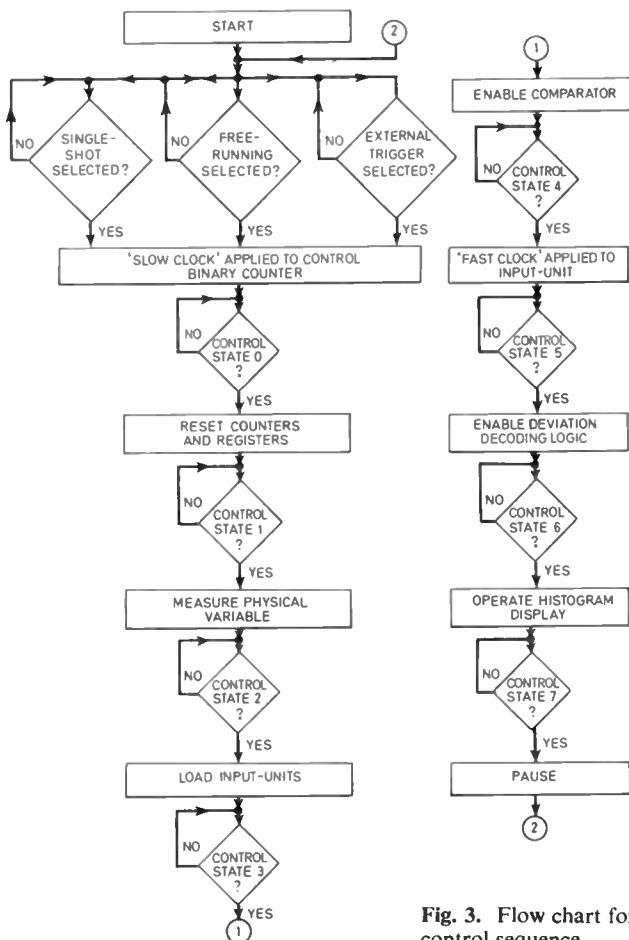 START
2
NO
SINGLE-
SHOT
SELECTED?
YES
NO
FREE-
RUNNING
SELECTED?
YES
NO
EXTERNAL
TRIGGER
SELECTED?
YES
'SLOW CLOCK' APPLIED TO CONTROL
BINARY COUNTER
NO
CONTROL
STATE 0
?
YES
RESET COUNTERS
AND REGISTERS
NO
CONTROL
STATE 1
?
YES
MEASURE PHYSICAL
VARIABLE
NO
CONTROL
STATE 2
?
YES
LOAD INPUT-UNITS
NO
CONTROL
STATE 3
?
YES
1
1
ENABLE COMPARATOR
NO
CONTROL
STATE 4
?
YES
'FAST CLOCK' APPLIED TO
INPUT-UNIT
NO
CONTROL
STATE 5
?
YES
ENABLE DEVIATION
DECODING LOGIC
NO
CONTROL
STATE 6
?
YES
OPERATE HISTOGRAM
DISPLAY
NO
CONTROL
STATE 7
?
YES
PAUSE
2
Fig. 3. Flow chart for
control sequence